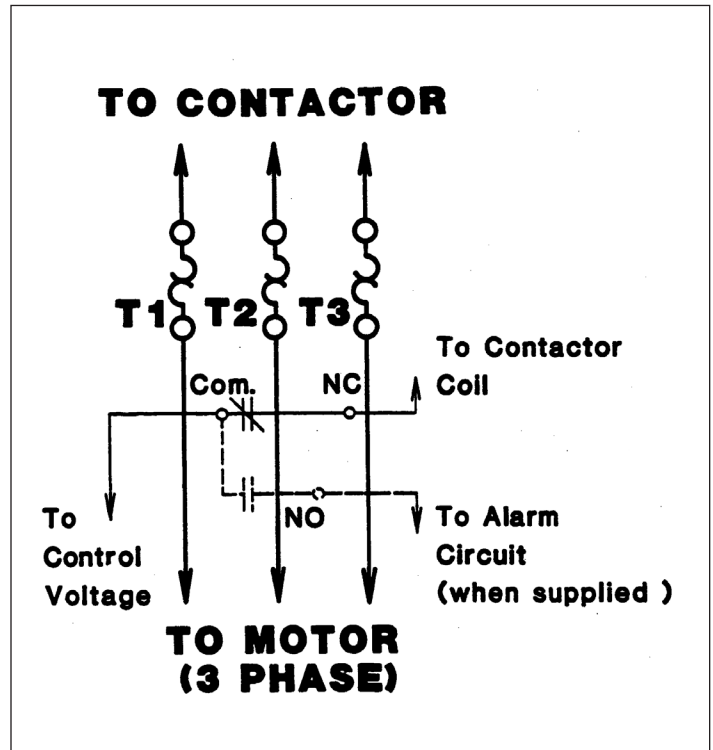 TO CONTACTOR
T1 T2 T3
To Contactor
Coil
Com. NC
NO
To
Control
Voltage
To Alarm
Circuit
(when supplied )
TO MOTOR
(3 PHASE)